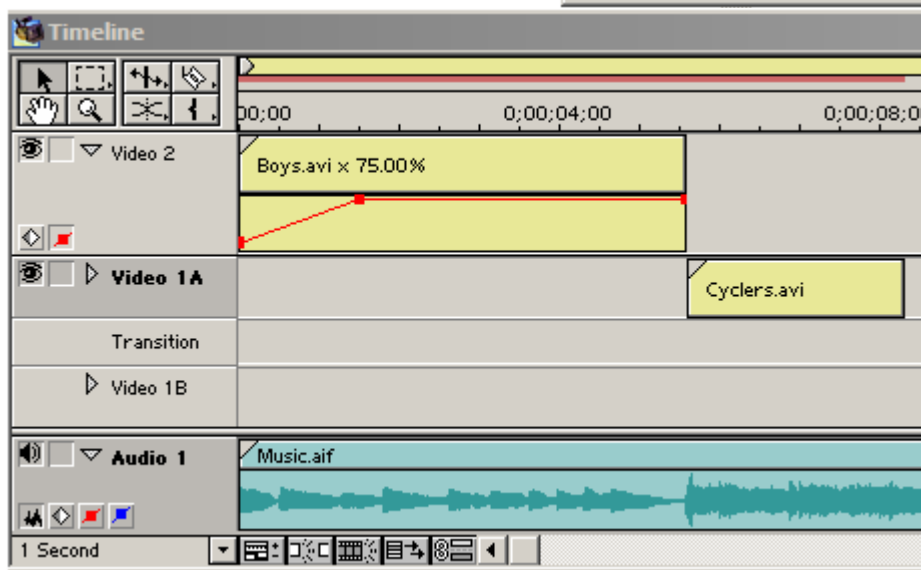 Timeline
00;00 0;00;04;00 0;00;08;0
Video 2
Boys.avi x 75.00%
Video 1A
Cyclers.avi
Transition
Video 1B
Audio 1
Music.aif
1 Second